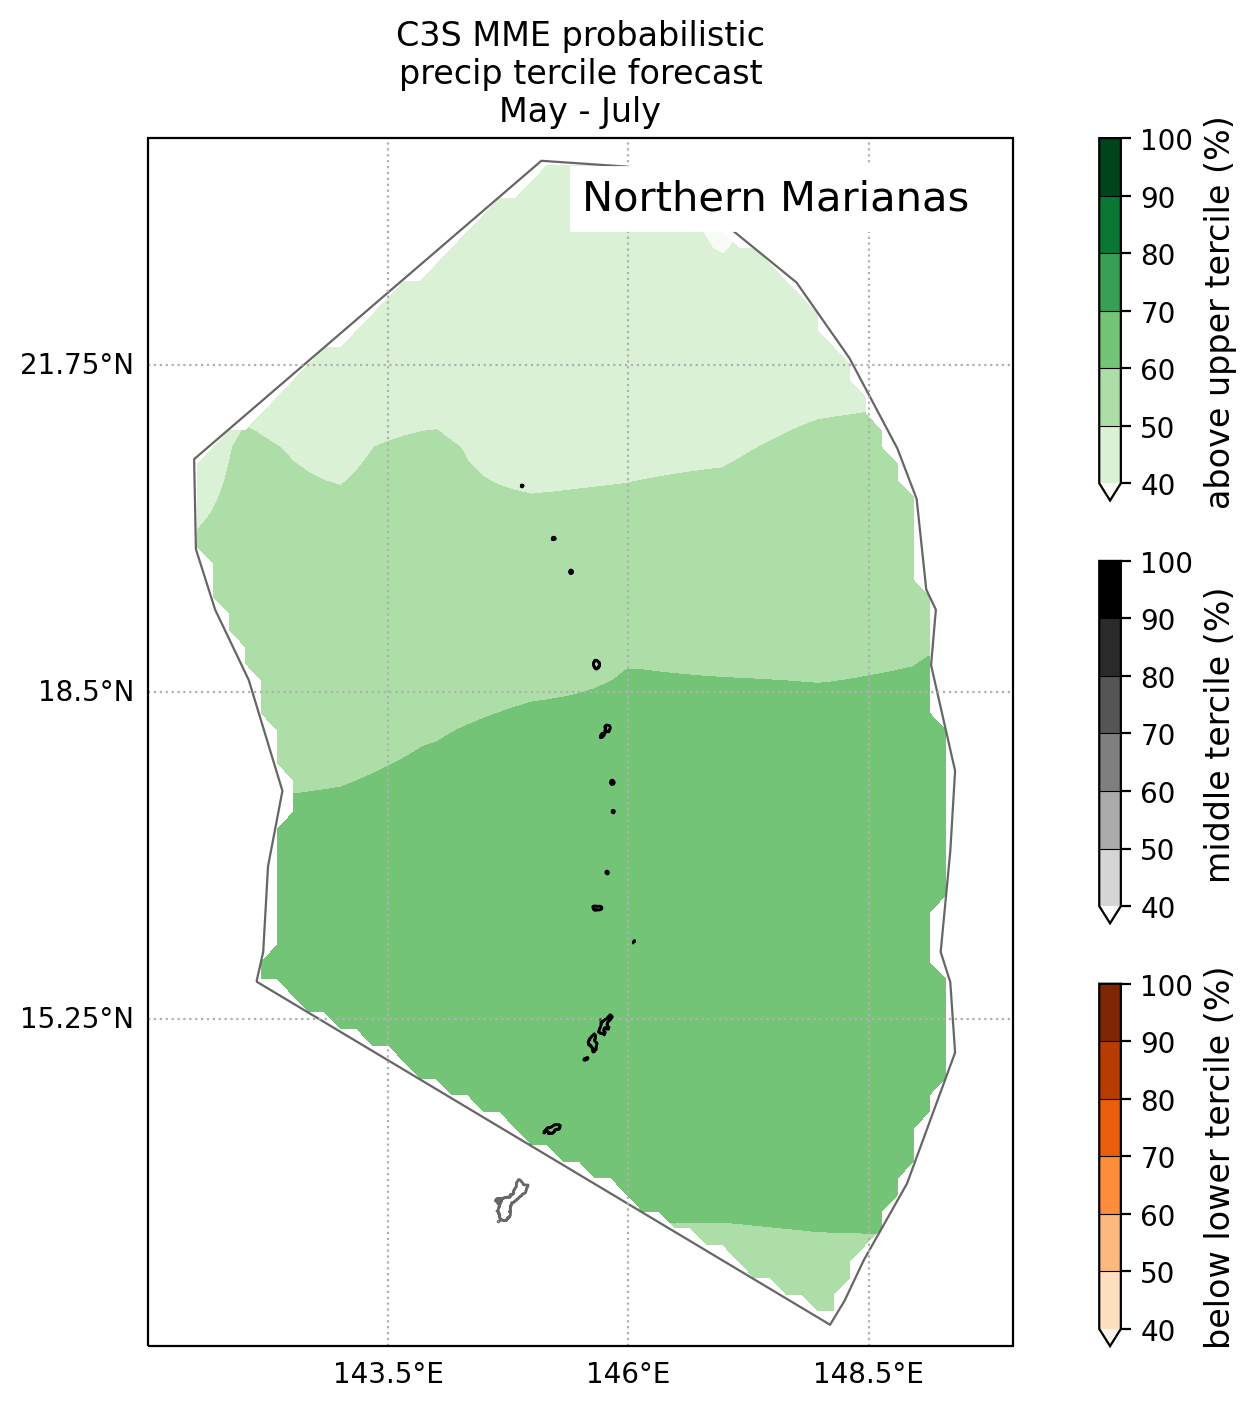 C3S MME probabilistic
precip tercile forecast
May - July
Northern Marianas
21.75°N
18.5°N
15.25°N
143.5°E
146°E
148.5°E
100
90
80
70
60
50
40
above upper tercile (%)
100
90
80
70
60
50
40
middle tercile (%)
100
90
80
70
60
50
40
below lower tercile (%)